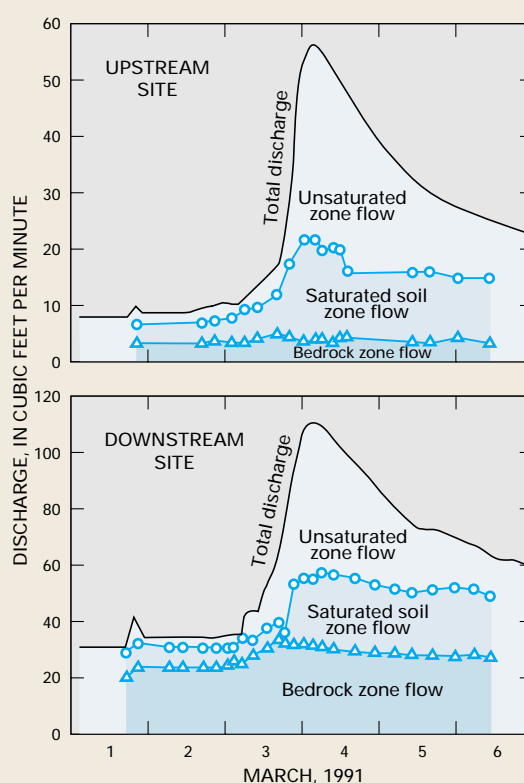 DISCHARGE, IN CUBIC FEET PER MINUTE
60
50
40
30
20
10
0
UPSTREAM
SITE
Total discharge
Unsaturated
zone flow
Saturated soil
zone flow
Bedrock zone flow
120
100
80
60
40
20
0
DOWNSTREAM
SITE
Total discharge
Unsaturated
zone flow
Saturated soil
zone flow
Bedrock zone flow
1 2 3 4 5 6
MARCH, 1991